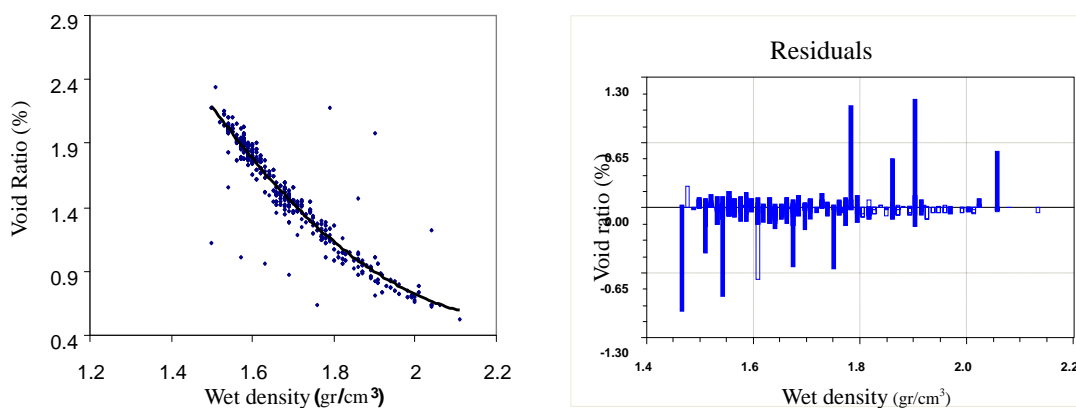 2.9
2.4
1.9
1.4
0.9
0.4
Void Ratio (%)
1.2 1.4 1.6 1.8 2 2.2
Wet density (gr/cm³)
Residuals
1.30
0.65
0.00
-0.65
-1.30
Void ratio (%)
1.4 1.6 1.8 2.0 2.2
Wet density (gr/cm³)